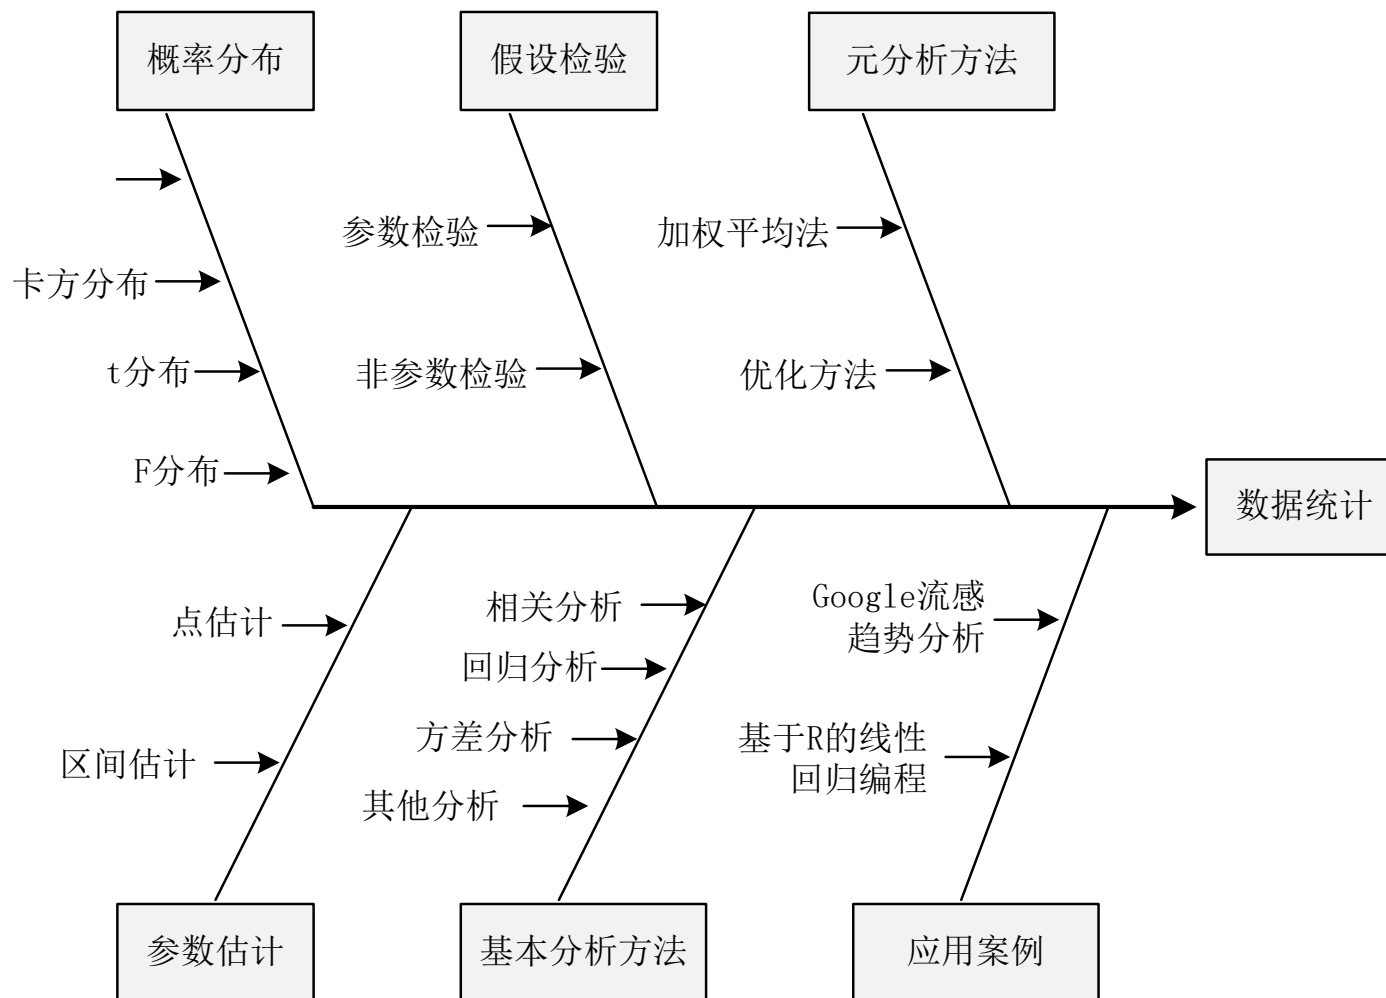 概率分布
假设检验
元分析方法
参数检验
加权平均法
卡方分布
t分布
非参数检验
优化方法
F分布
数据统计
点估计
相关分析
Google流感
趋势分析
回归分析
区间估计
方差分析
基于R的线性
回归编程
其他分析
参数估计
基本分析方法
应用案例